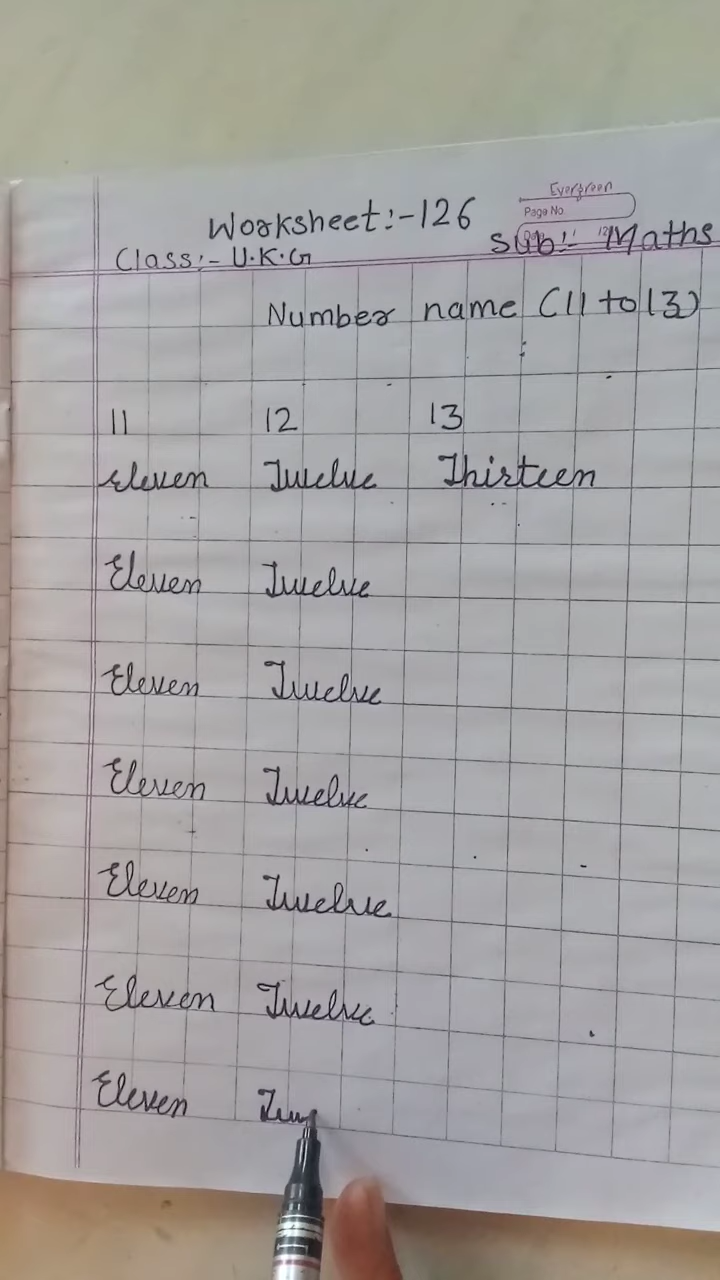 Evergreen
Worksheet:-126
Page No.
Class:- U.K.G
Sub:- Maths
Number name (11 to 13)
11 12 13
Eleven Twelve Thirteen
Eleven Twelve
Eleven Twelve
Eleven Twelve
Eleven Twelve
Eleven Twelve
Eleven Tw